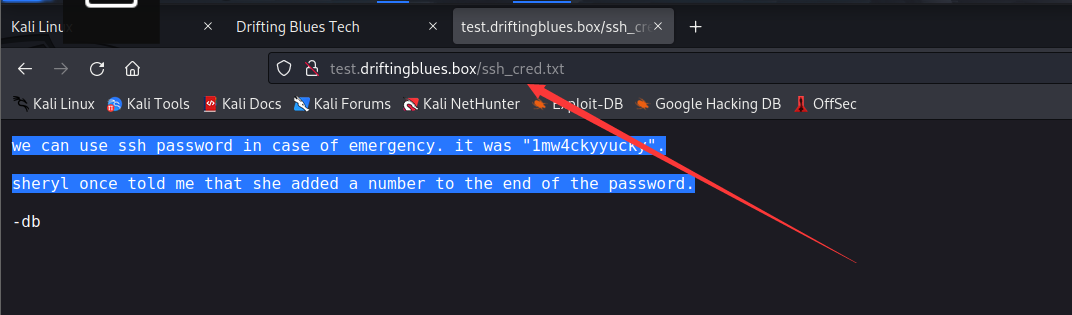 Kali Linu
Drifting Blues Tech
test.driftingblues.box/ssh_cre
test.driftingblues.box/ssh_cred.txt
Kali Linux Kali Tools Kali Docs Kali Forums Kali NetHunter Exploit-DB Google Hacking DB OffSec
we can use ssh password in case of emergency. it was "1mw4ckyyucky".
sheryl once told me that she added a number to the end of the password.
-db